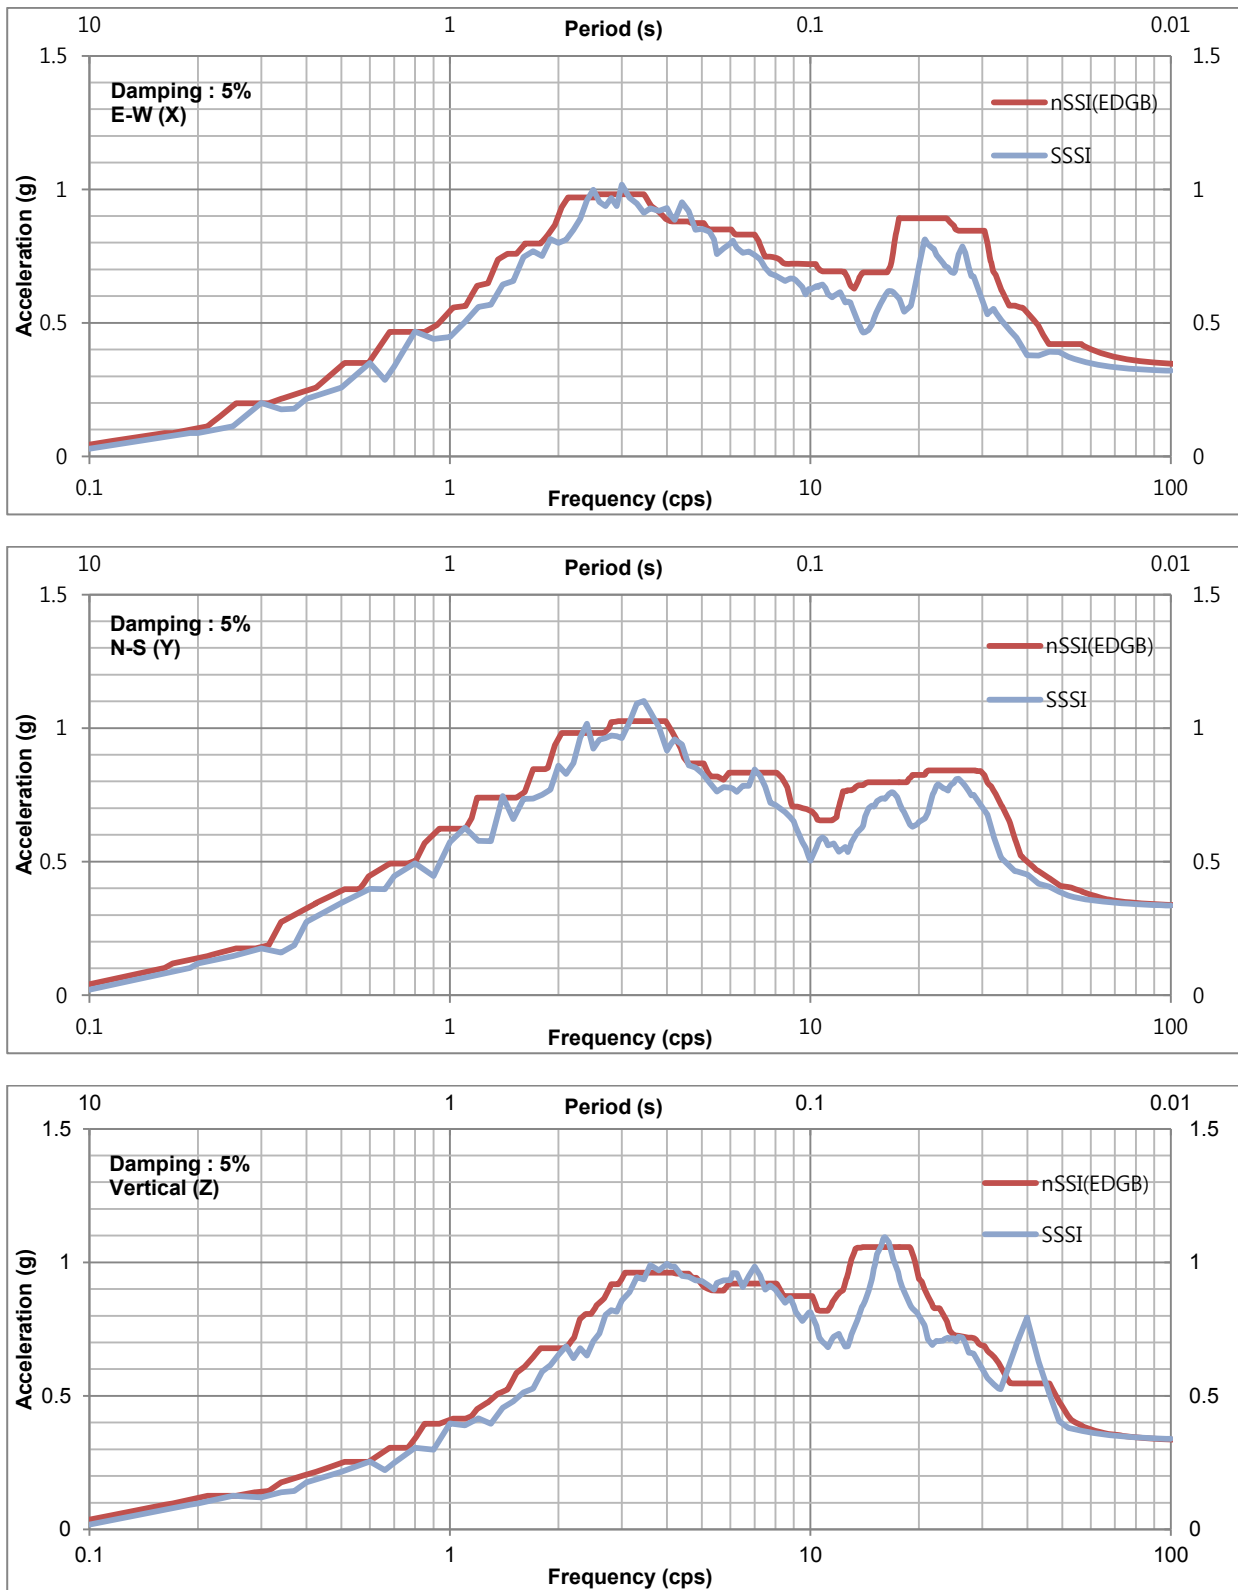 10 1 Period (s) 0.1 0.01
1.5 1.5
Damping : 5%
E-W (X)
nSSI(EDGB)
SSSI
1 1
Acceleration (g)
0.5 0.5
0 0
0.1 1 Frequency (cps) 10 100
10 1 Period (s) 0.1 0.01
1.5 1.5
Damping : 5%
N-S (Y)
nSSI(EDGB)
SSSI
1 1
Acceleration (g)
0.5 0.5
0 0
0.1 1 Frequency (cps) 10 100
10 1 Period (s) 0.1 0.01
1.5 1.5
Damping : 5%
Vertical (Z)
nSSI(EDGB)
SSSI
1 1
Acceleration (g)
0.5 0.5
0 0
0.1 1 Frequency (cps) 10 100